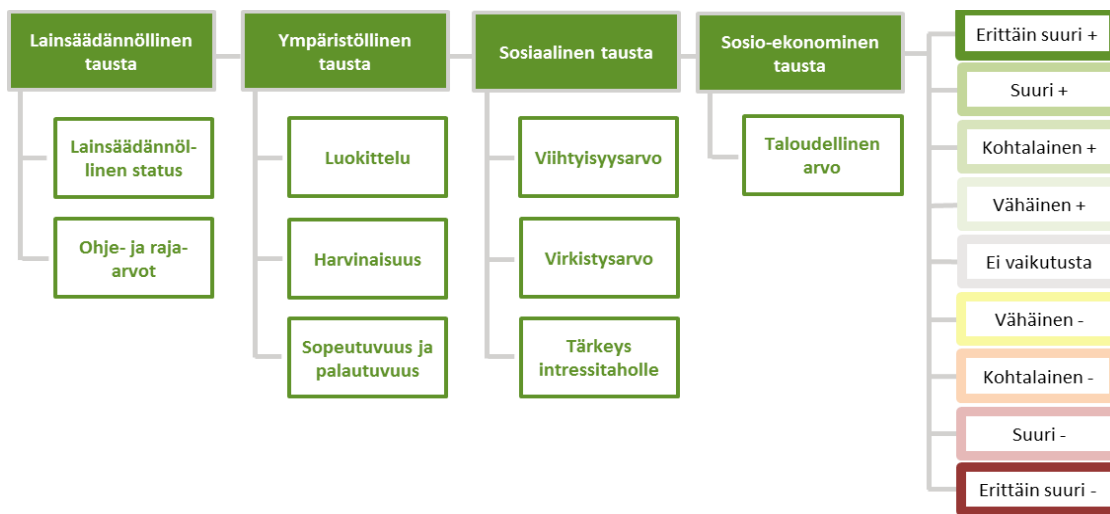 Lainsäädännöllinen
tausta
Lainsäädännöl-
linen status
Ohje- ja raja-
arvot
Ympäristöllinen
tausta
Luokittelu
Harvinaisuus
Sopeutuvuus ja
palautuvuus
Sosiaalinen tausta
Viihtyisyysarvo
Virkistysarvo
Tärkeys
intressitaholle
Sosio-ekonominen
tausta
Taloudellinen
arvo
Erittäin suuri +
Suuri +
Kohtalainen +
Vähäinen +
Ei vaikutusta
Vähäinen -
Kohtalainen -
Suuri -
Erittäin suuri -